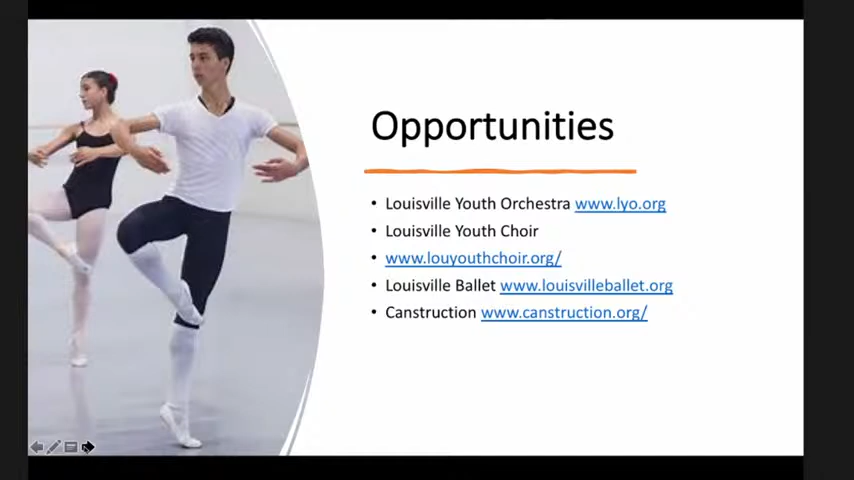 Opportunities
• Louisville Youth Orchestra www.lyo.org
• Louisville Youth Choir
• www.louyouthchoir.org/
• Louisville Ballet www.louisvilleballet.org
• Canstruction www.canstruction.org/